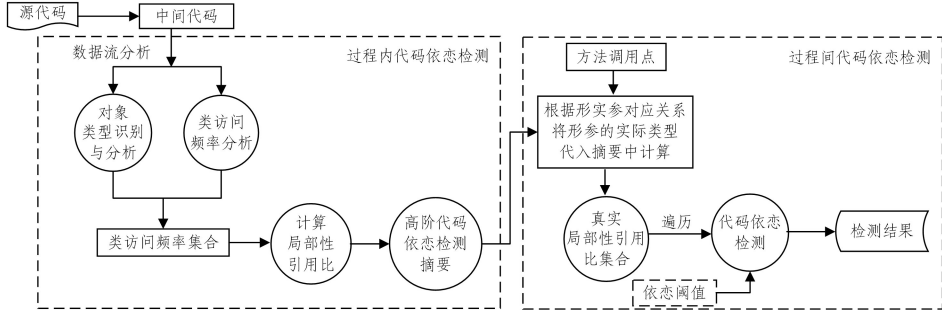 源代码
中间代码
数据流分析
过程内代码依恋检测
对象
类型识别
与分析
类访问
频率分析
类访问频率集合
计算
局部性
引用比
高阶代码
依恋检测
摘要
过程间代码依恋检测
方法调用点
根据形实参对应关系
将形参的实际类型
代入摘要中计算
真实
局部性引用
比集合
遍历
代码依恋
检测
检测结果
依恋阈值